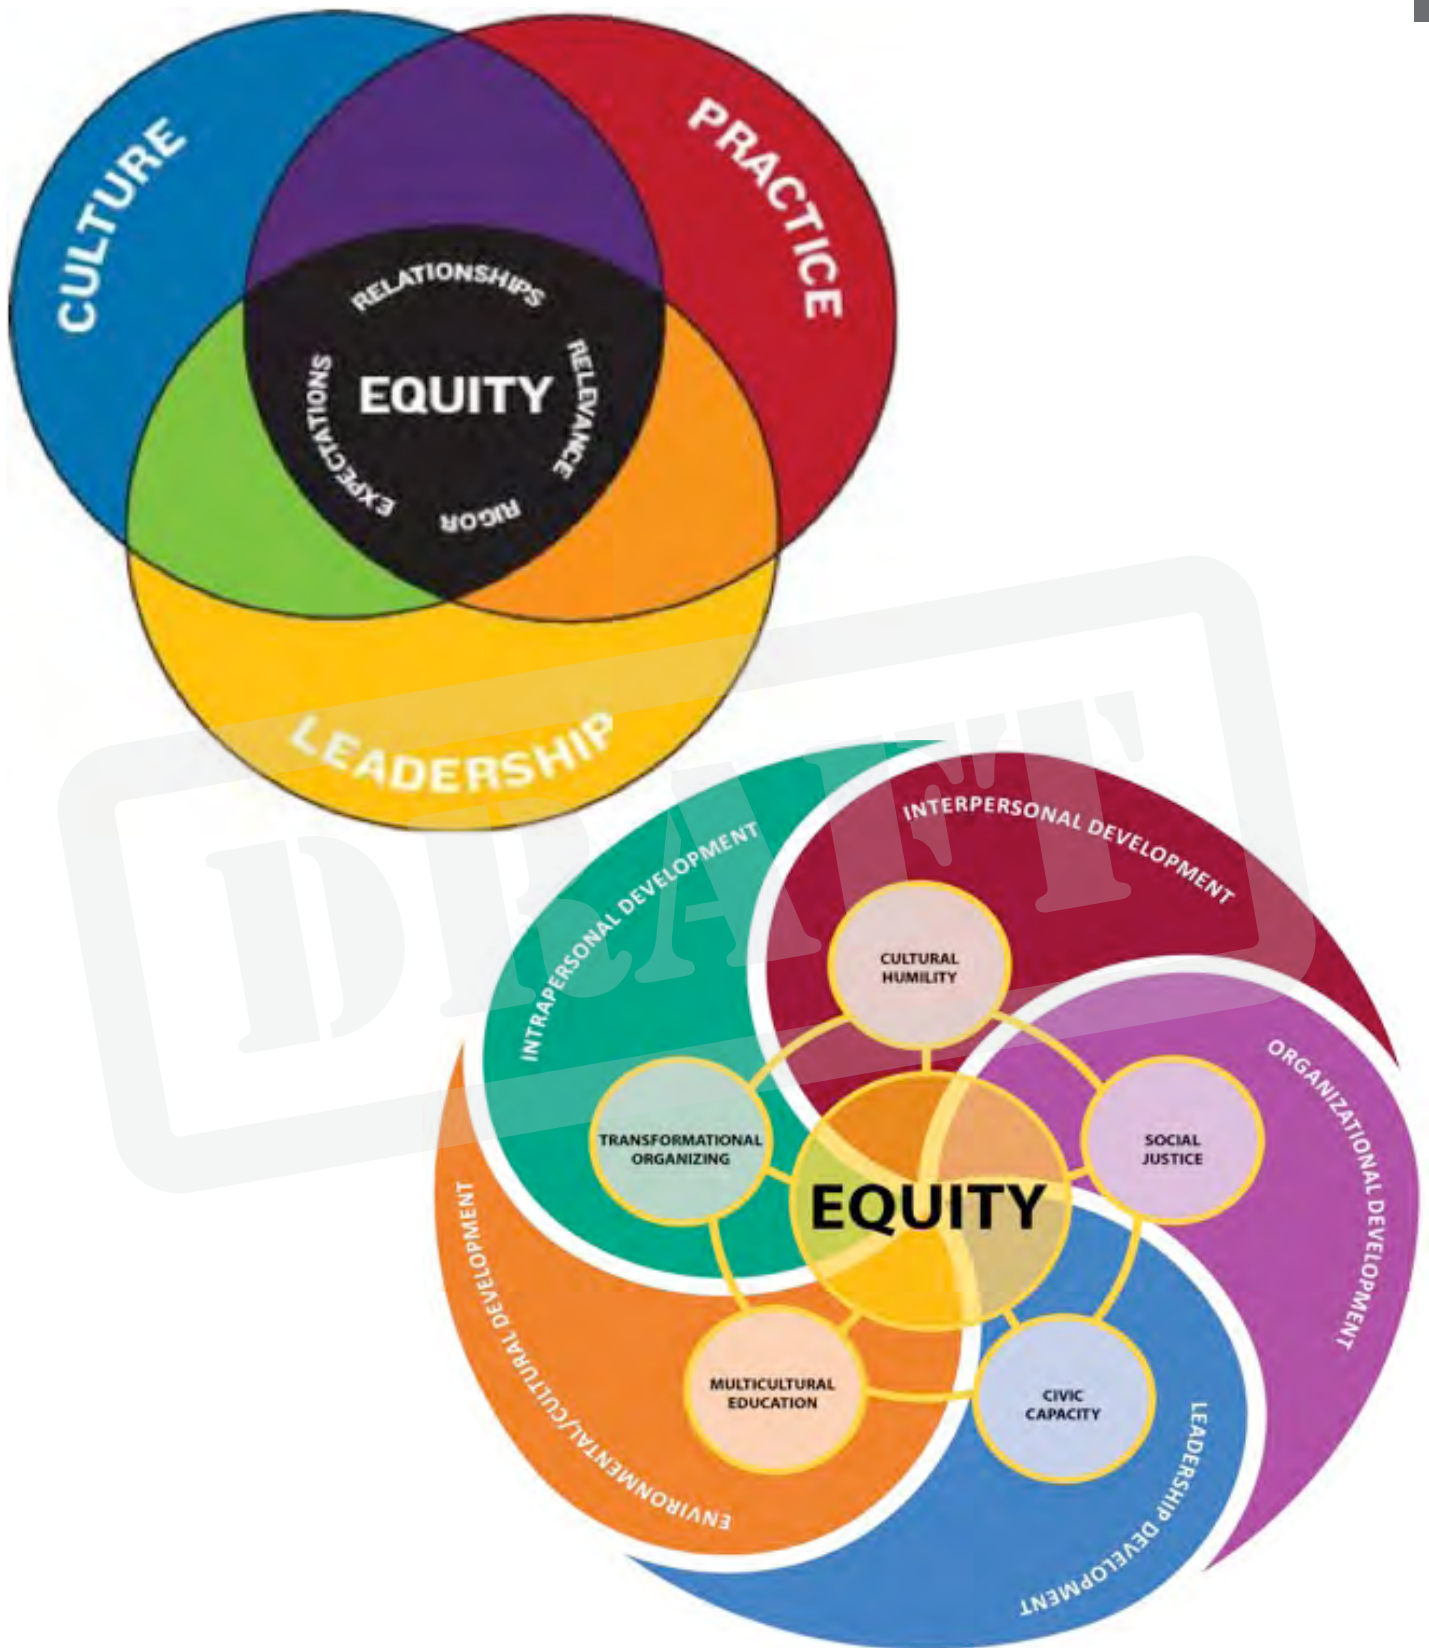 CULTURE
PRACTICE
RELATIONSHIPS
RELEVANCE
EQUITY
EXPECTATIONS
RIGOR
LEADERSHIP
DRAFT
INTRAPERSONAL DEVELOPMENT
INTERPERSONAL DEVELOPMENT
CULTURAL
HUMILITY
ORGANIZATIONAL DEVELOPMENT
TRANSFORMATIONAL
ORGANIZING
SOCIAL
JUSTICE
EQUITY
ENVIRONMENTAL/CULTURAL DEVELOPMENT
MULTICULTURAL
EDUCATION
CIVIC
CAPACITY
LEADERSHIP DEVELOPMENT